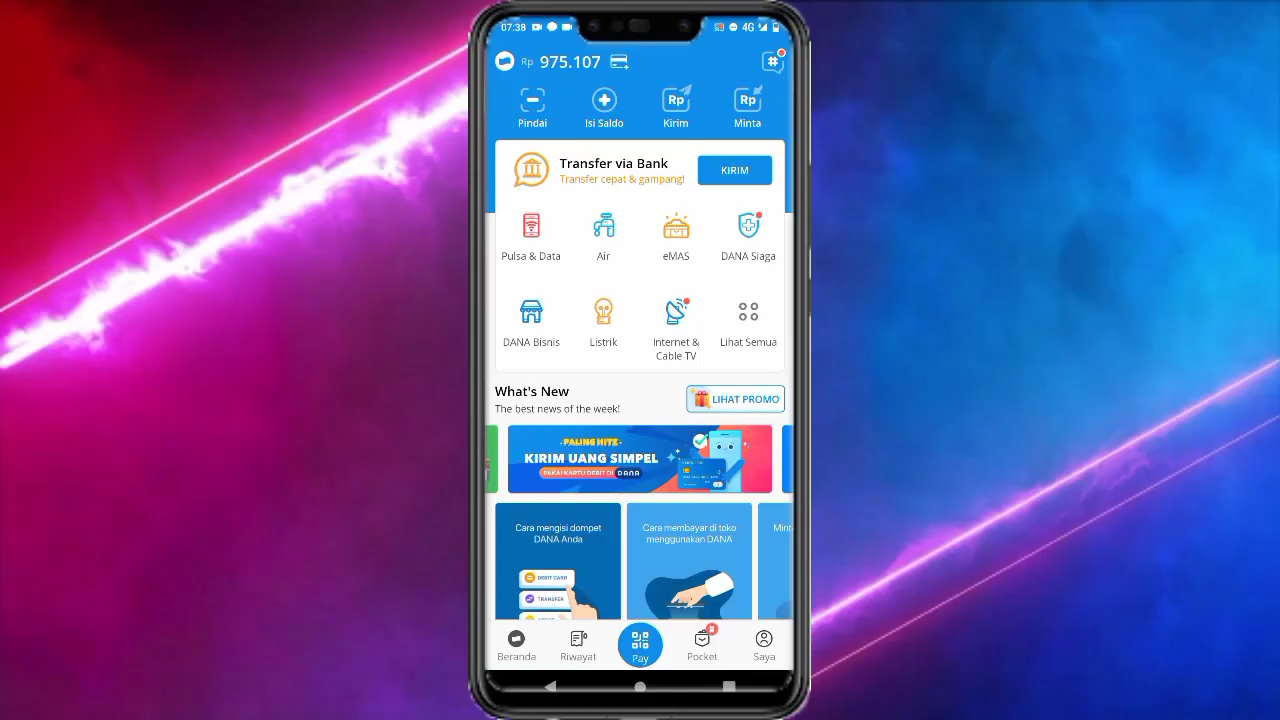 07:38
4G
Rp 975.107
Pindai
Isi Saldo
Rp
Kirim
Rp
Minta
Transfer via Bank
Transfer cepat & gampang!
KIRIM
Pulsa & Data
Air
eMAS
DANA Siaga
DANA Bisnis
Listrik
Internet &
Cable TV
Lihat Semua
What's New
The best news of the week!
LIHAT PROMO
PALING HITZ
KIRIM UANG SIMPEL
PAKAI KARTU DEBIT DI DANA
Cara mengisi dompet
DANA Anda
DEBIT CARD
TRANSFER
Cara membayar di toko
menggunakan DANA
Mint
Beranda
Riwayat
Pay
Pocket
Saya